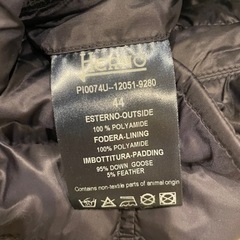 PI0074U-12051-9280
44
ESTERNO-OUTSIDE
100 % POLYAMIDE
FODERA-LINING
100 % POLYAMIDE
IMBOTTITURA-PADDING
95% DOWN GOOSE
5% FEATHER
Contains non-textile parts of animal origin